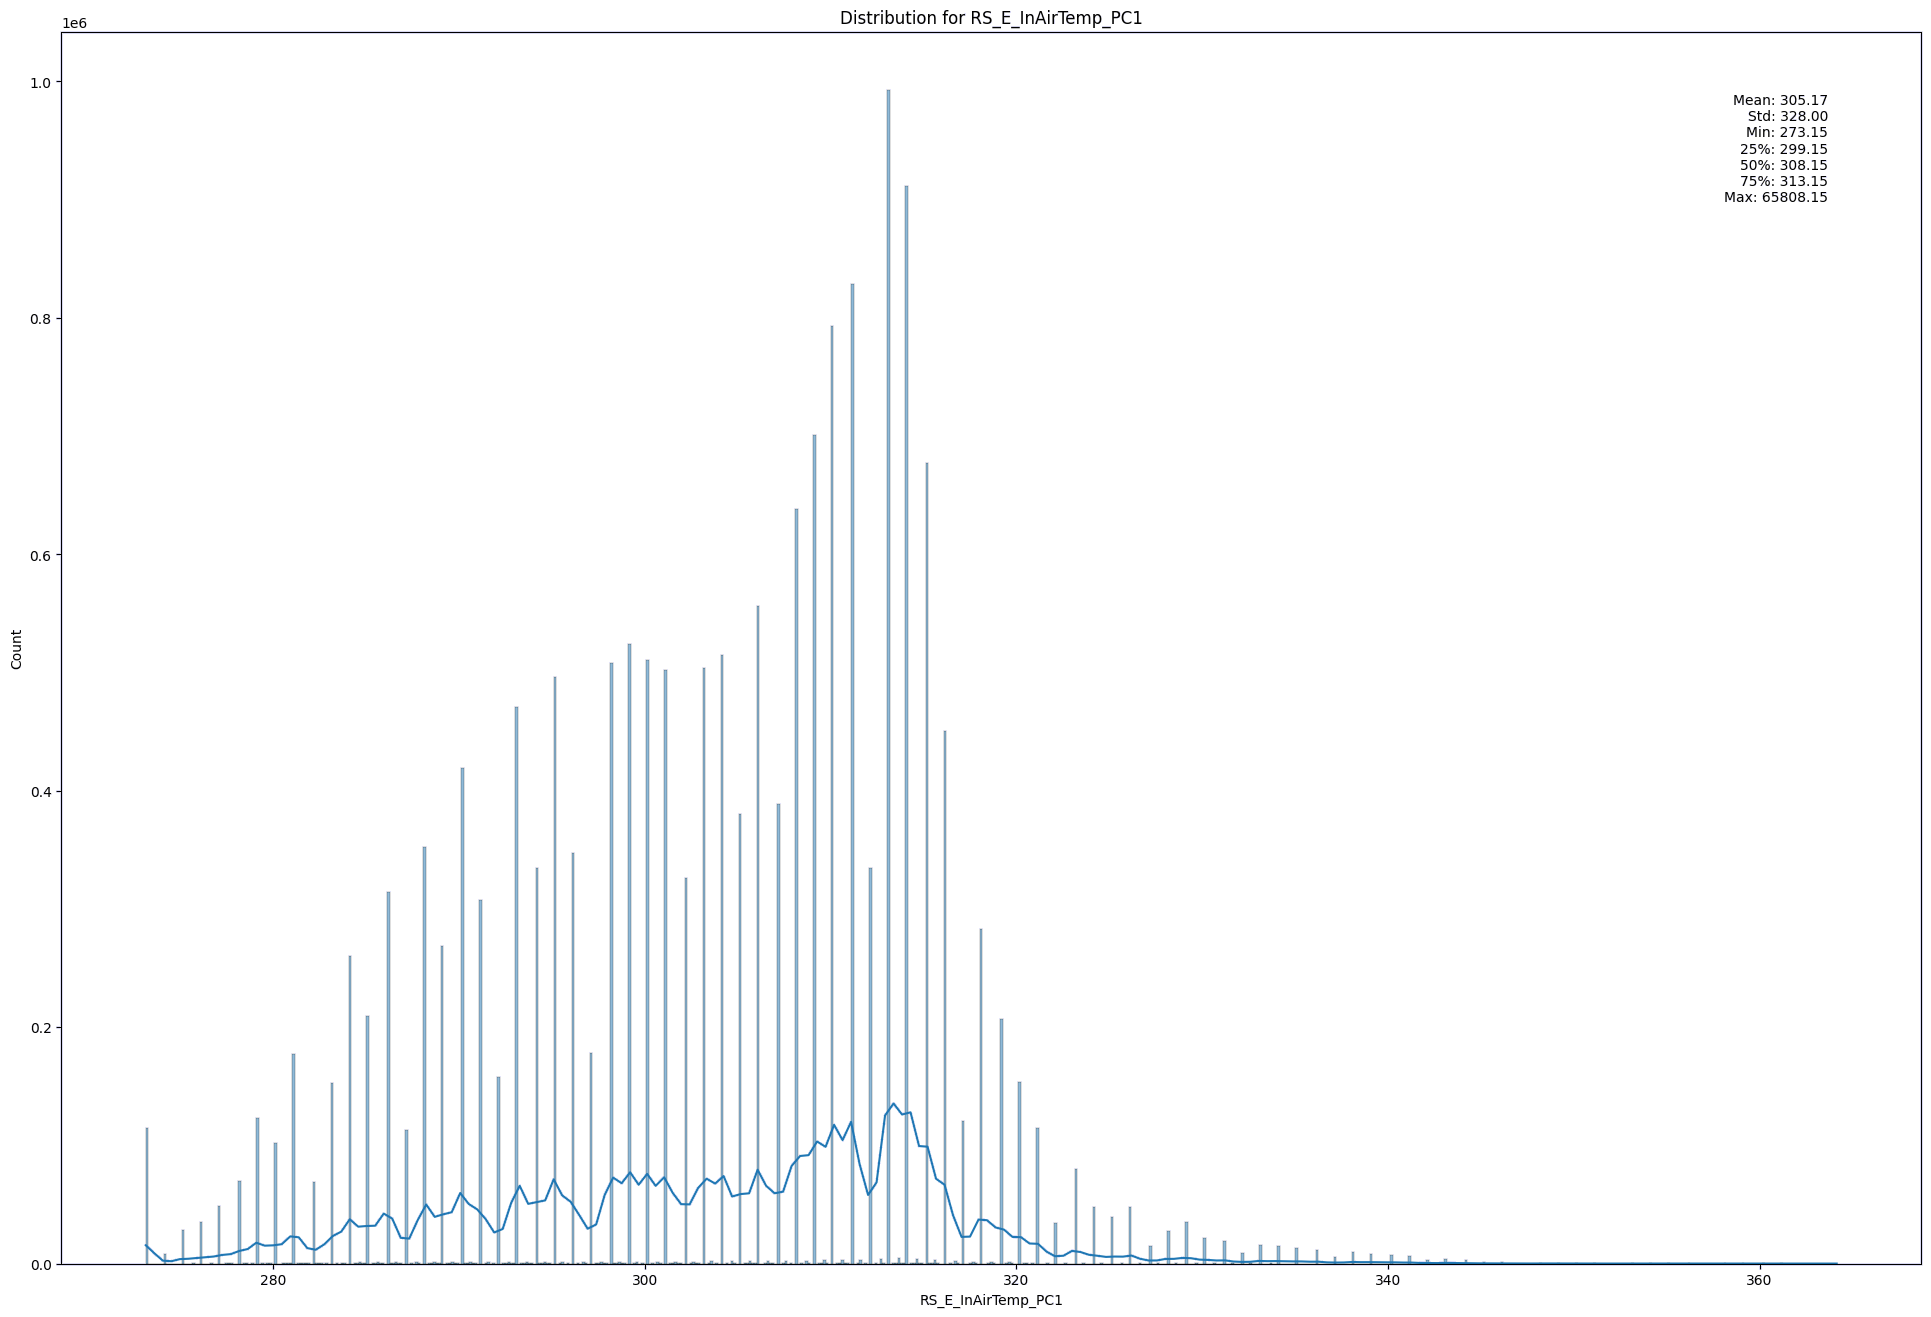 Distribution for RS_E_InAirTemp_PC1
1e6
1.0
0.8
0.6
0.4
0.2
0.0
Count
Mean: 305.17
Std: 328.00
Min: 273.15
25%: 299.15
50%: 308.15
75%: 313.15
Max: 65808.15
280 300 320 340 360
RS_E_InAirTemp_PC1